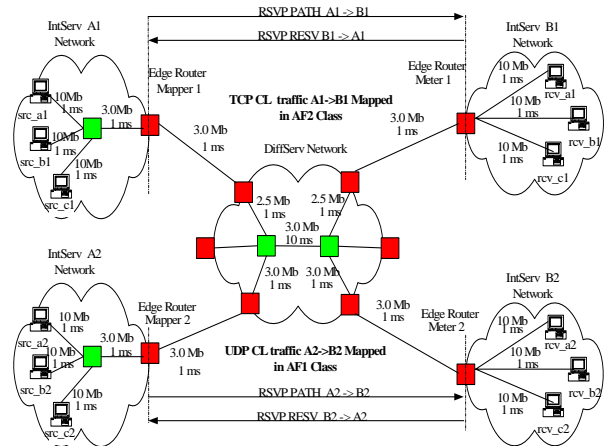 RSVP PATH A1 -> B1
RSVP RESV B1 -> A1
IntServ A1
Network
IntServ B1
Network
Edge Router
Mapper 1
Edge Router
Meter 1
TCP CL traffic A1->B1 Mapped
in AF2 Class
src_a1
10Mb
1 ms
src_b1
10Mb
1 ms
src_c1
10Mb
1 ms
3.0Mb
1 ms
3.0 Mb
1 ms
3.0 Mb
1 ms
10 Mb
1 ms
rcv_a1
10 Mb
1 ms
rcv_b1
10 Mb
1 ms
rcv_c1
DiffServ Network
2.5 Mb
1 ms
2.5 Mb
1 ms
3.0 Mb
10 ms
3.0 Mb
1 ms
3.0 Mb
1 ms
IntServ A2
Network
IntServ B2
Network
Edge Router
Mapper 2
Edge Router
Meter 2
UDP CL traffic A2->B2 Mapped
in AF1 Class
src_a2
10 Mb
1 ms
src_b2
10 Mb
1 ms
src_c2
10 Mb
1 ms
3.0 Mb
1 ms
3.0 Mb
1 ms
3.0 Mb
1 ms
10 Mb
1 ms
rcv_a2
10 Mb
1 ms
rcv_b2
10 Mb
1 ms
rcv_c2
RSVP PATH A2 -> B2
RSVP RESV B2 -> A2